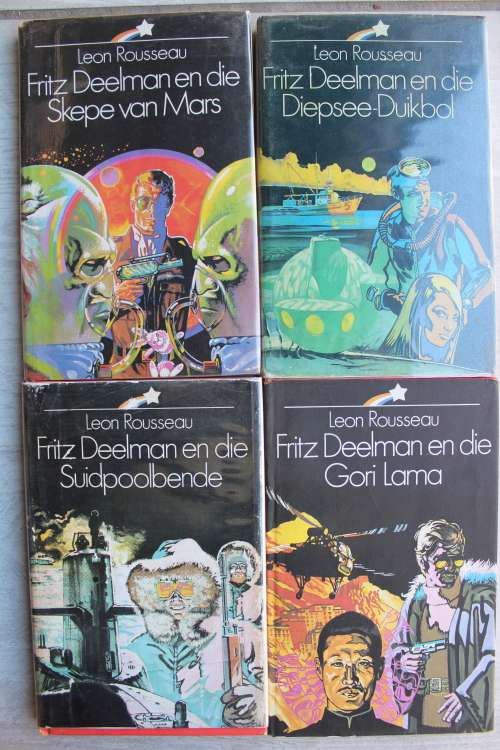 Leon Rousseau
Fritz Deelman en die
Skepe van Mars
Leon Rousseau
Fritz Deelman en die
Diepsee-Duikbol
Leon Rousseau
Fritz Deelman en die
Suidpoolbende
Leon Rousseau
Fritz Deelman en die
Gori Lama